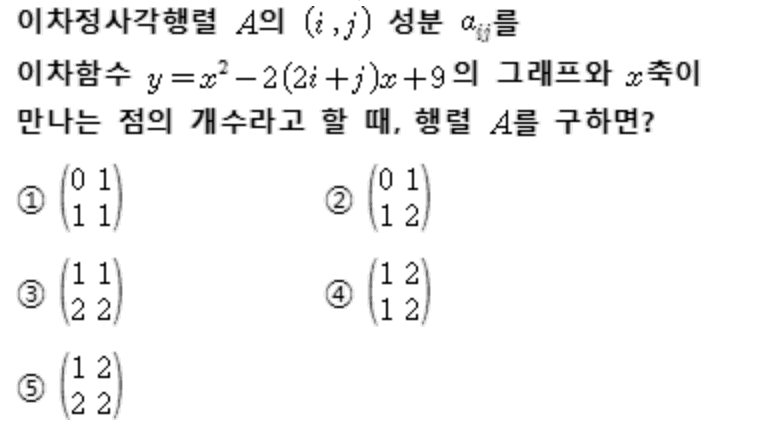 이차정사각행렬 A의 (i, j) 성분 aᵢⱼ를
이차함수 y=x²-2(2i+j)x+9의 그래프와 x축이
만나는 점의 개수라고 할 때, 행렬 A를 구하면?
① (0 1 ② (0 1
1 1) 1 2)
③ (1 1 ④ (1 2
2 2) 1 2)
⑤ (1 2
2 2)